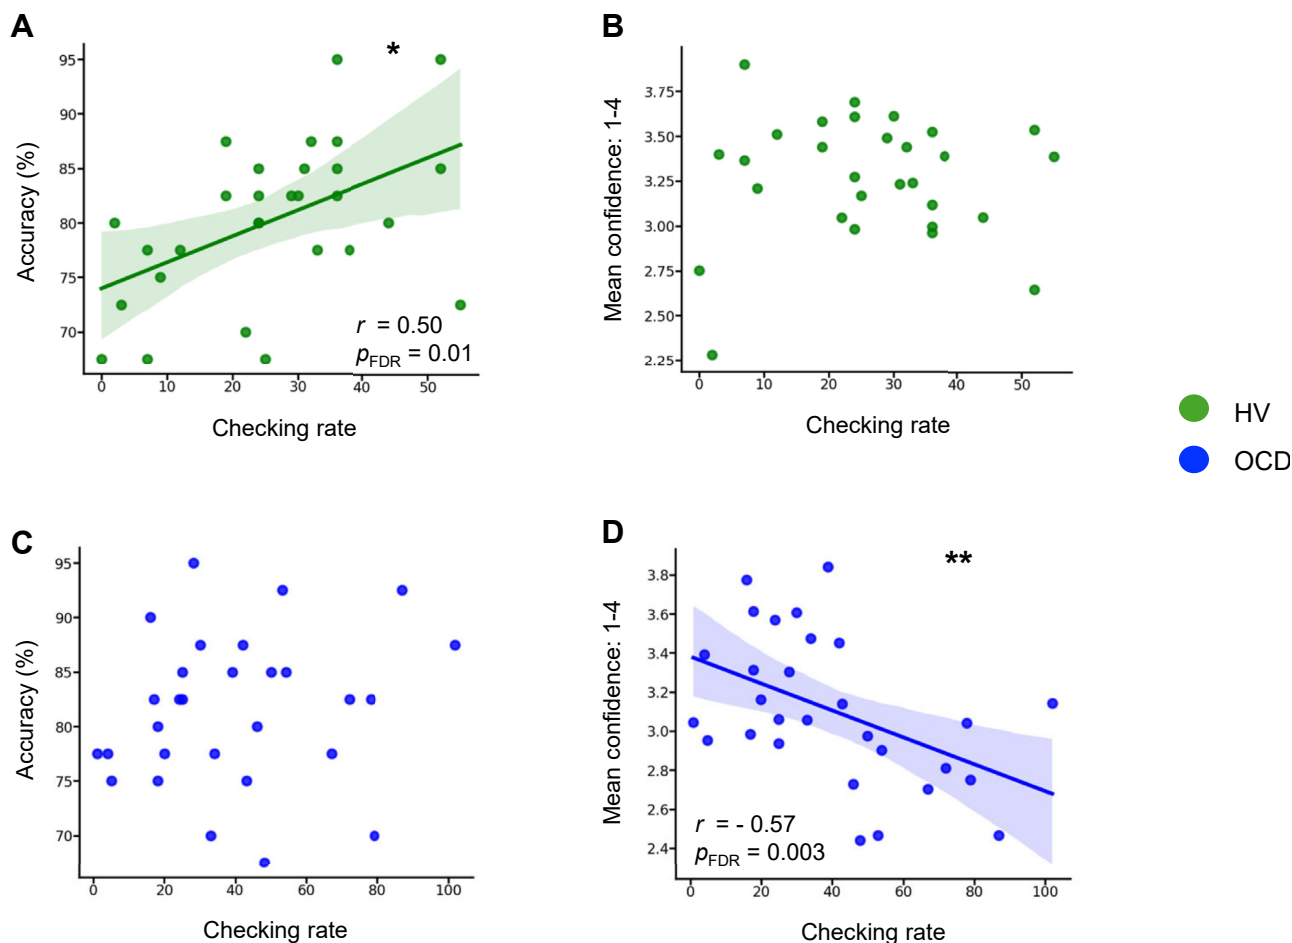 A
*
95
90
85
80
75
70
Accuracy (%)
r = 0.50
pFDR = 0.01
0 10 20 30 40 50
Checking rate
B
3.75
3.50
3.25
3.00
2.75
2.50
2.25
Mean confidence: 1-4
0 10 20 30 40 50
Checking rate
HV
OCD
C
95
90
85
80
75
70
Accuracy (%)
0 20 40 60 80 100
Checking rate
D
**
3.8
3.6
3.4
3.2
3.0
2.8
2.6
2.4
Mean confidence: 1-4
r = - 0.57
pFDR = 0.003
0 20 40 60 80 100
Checking rate